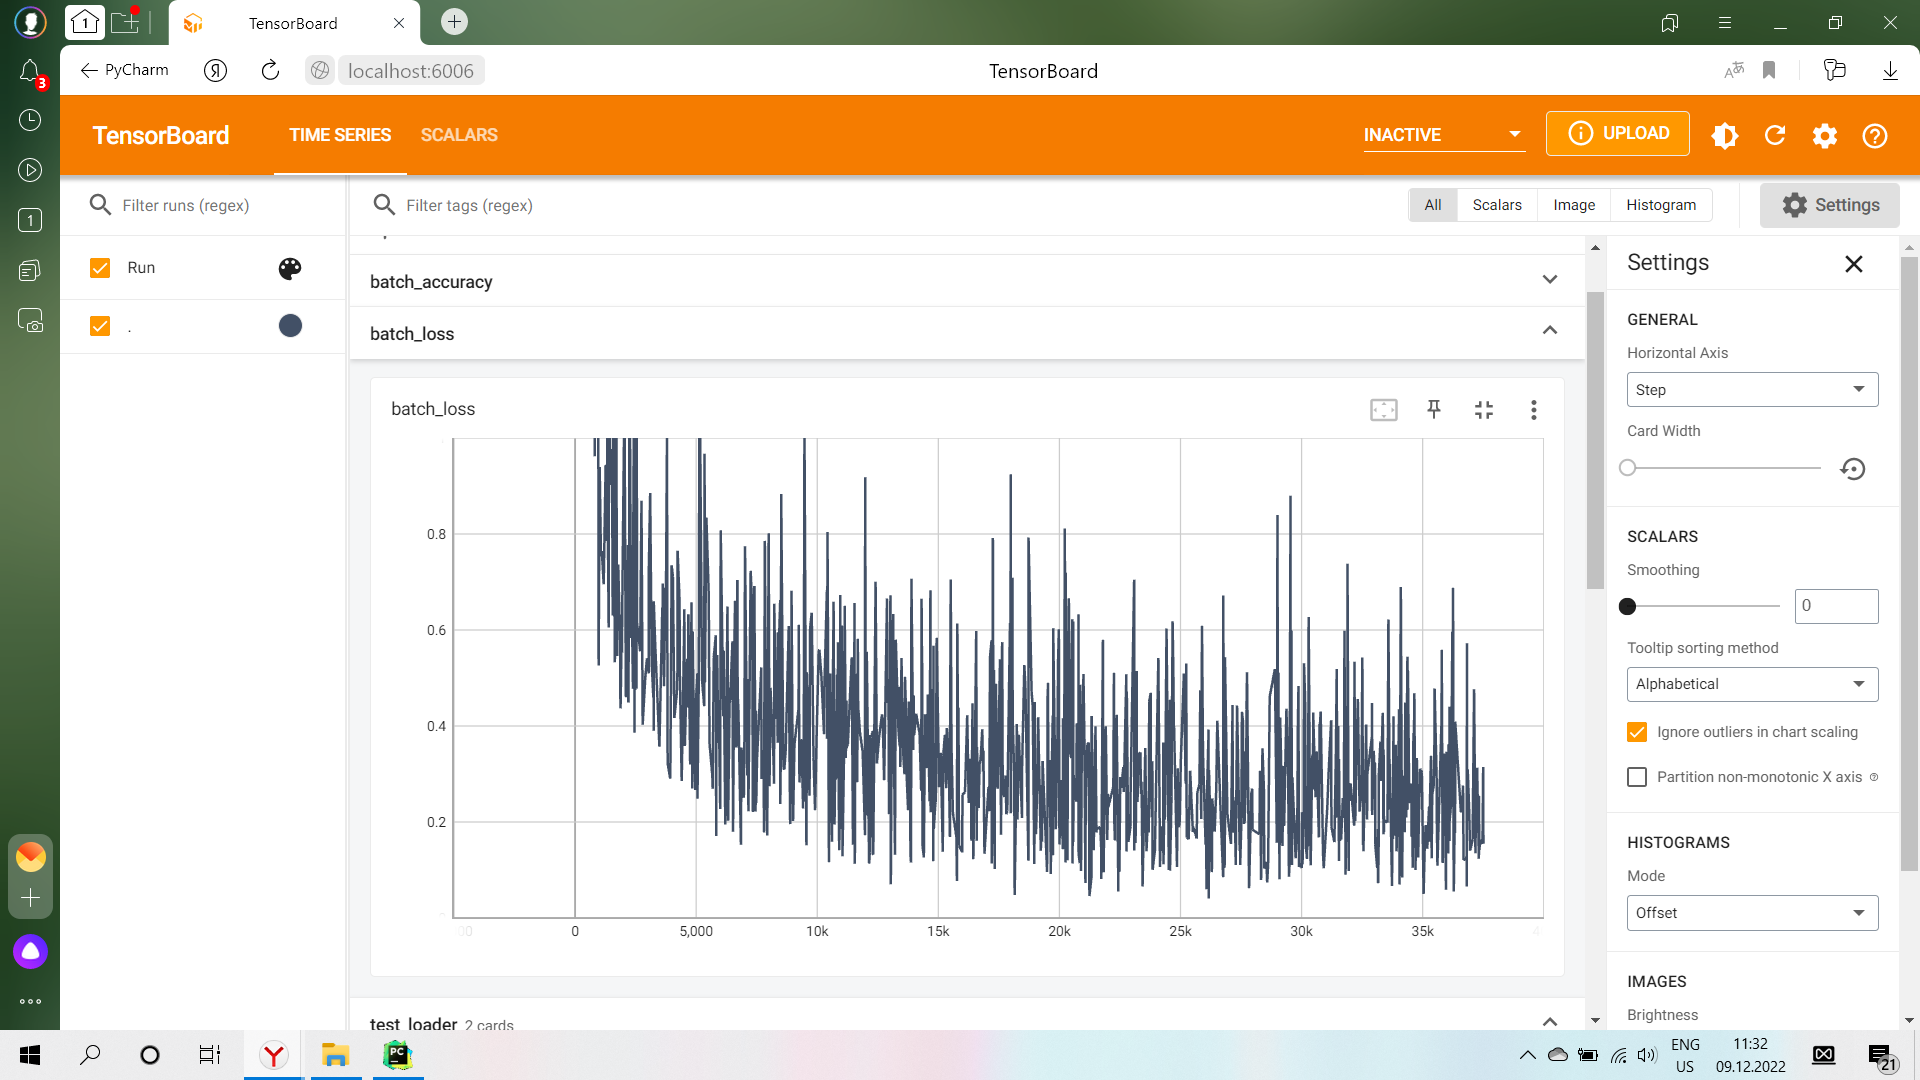 1
TensorBoard
PyCharm
Я
localhost:6006
TensorBoard
3
1
TensorBoard
TIME SERIES
SCALARS
INACTIVE
UPLOAD
Filter runs (regex)
Filter tags (regex)
All
Scalars
Image
Histogram
Settings
Run
.
batch_accuracy
batch_loss
batch_loss
0.8
0.6
0.4
0.2
0
5,000
10k
15k
20k
25k
30k
35k
test_loader 2 cards
Settings
GENERAL
Horizontal Axis
Step
Card Width
SCALARS
Smoothing
0
Tooltip sorting method
Alphabetical
Ignore outliers in chart scaling
Partition non-monotonic X axis
HISTOGRAMS
Mode
Offset
IMAGES
Brightness
Y
PC
ENG
US
11:32
09.12.2022
21